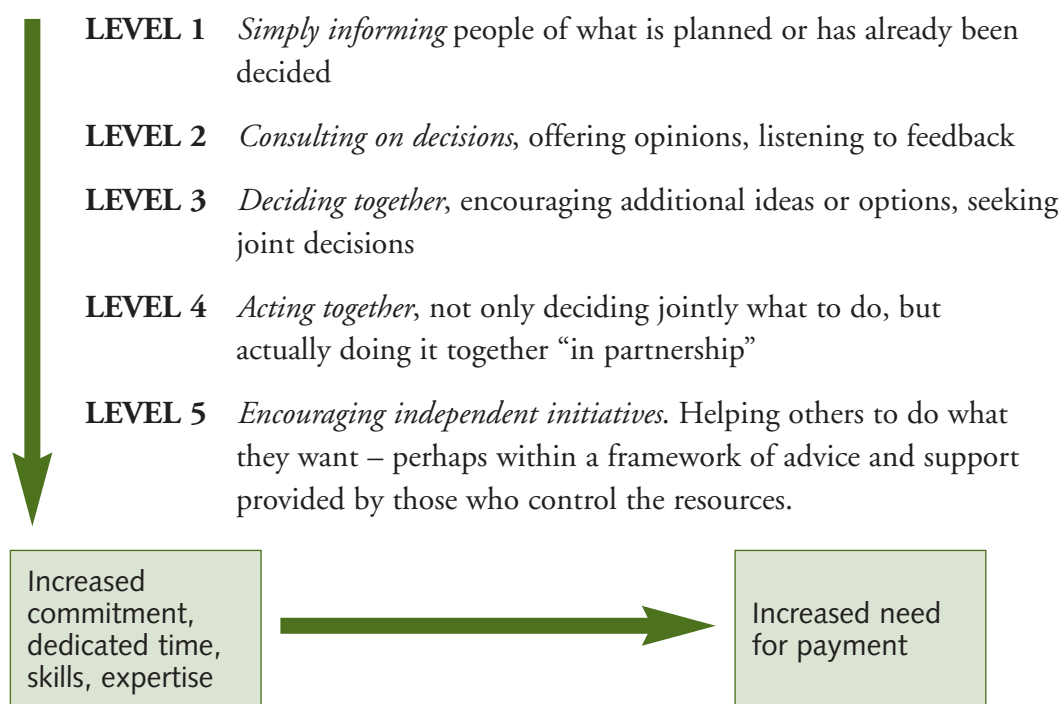 LEVEL 1 Simply informing people of what is planned or has already been
decided
LEVEL 2 Consulting on decisions, offering opinions, listening to feedback
LEVEL 3 Deciding together, encouraging additional ideas or options, seeking
joint decisions
LEVEL 4 Acting together, not only deciding jointly what to do, but
actually doing it together “in partnership”
LEVEL 5 Encouraging independent initiatives. Helping others to do what
they want – perhaps within a framework of advice and support
provided by those who control the resources.
Increased
commitment,
dedicated time,
skills, expertise
Increased need
for payment